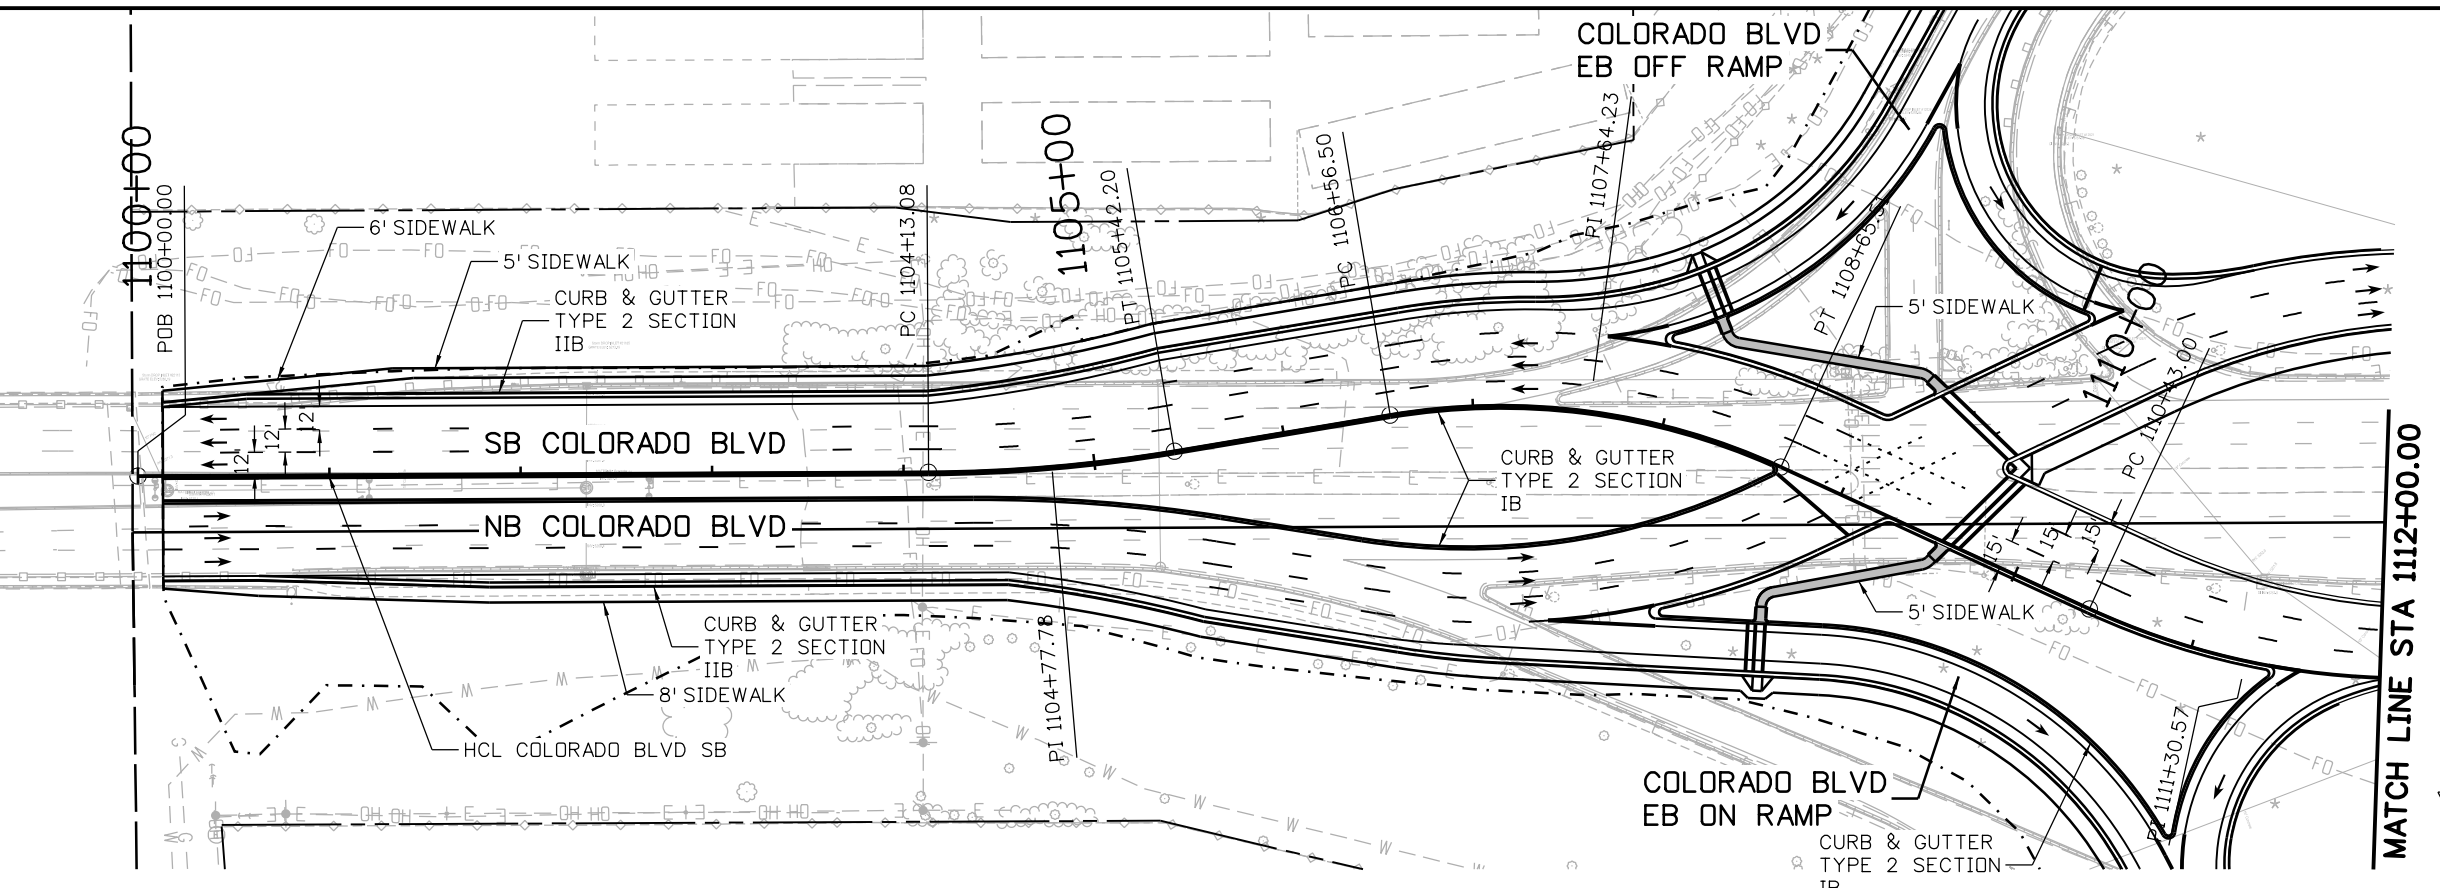 COLORADO BLVD
EB OFF RAMP
1100+00
POB 1100+00.00
6' SIDEWALK
5' SIDEWALK
CURB & GUTTER
TYPE 2 SECTION
IIB
PC 1104+13.08
1105+00
PT 1105+42.20
PC 1106+56.50
PI 1107+64.23
5' SIDEWALK
1110+00
PC 1110+43.00
12'
12'
12'
SB COLORADO BLVD
CURB & GUTTER
TYPE 2 SECTION
IB
NB COLORADO BLVD
15'
15'
15'
5' SIDEWALK
CURB & GUTTER
TYPE 2 SECTION
IIB
8' SIDEWALK
PI 1104+77.78
HCL COLORADO BLVD SB
COLORADO BLVD
EB ON RAMP
PI 1111+30.57
CURB & GUTTER
TYPE 2 SECTION
IB
MATCH LINE STA 1112+00.00